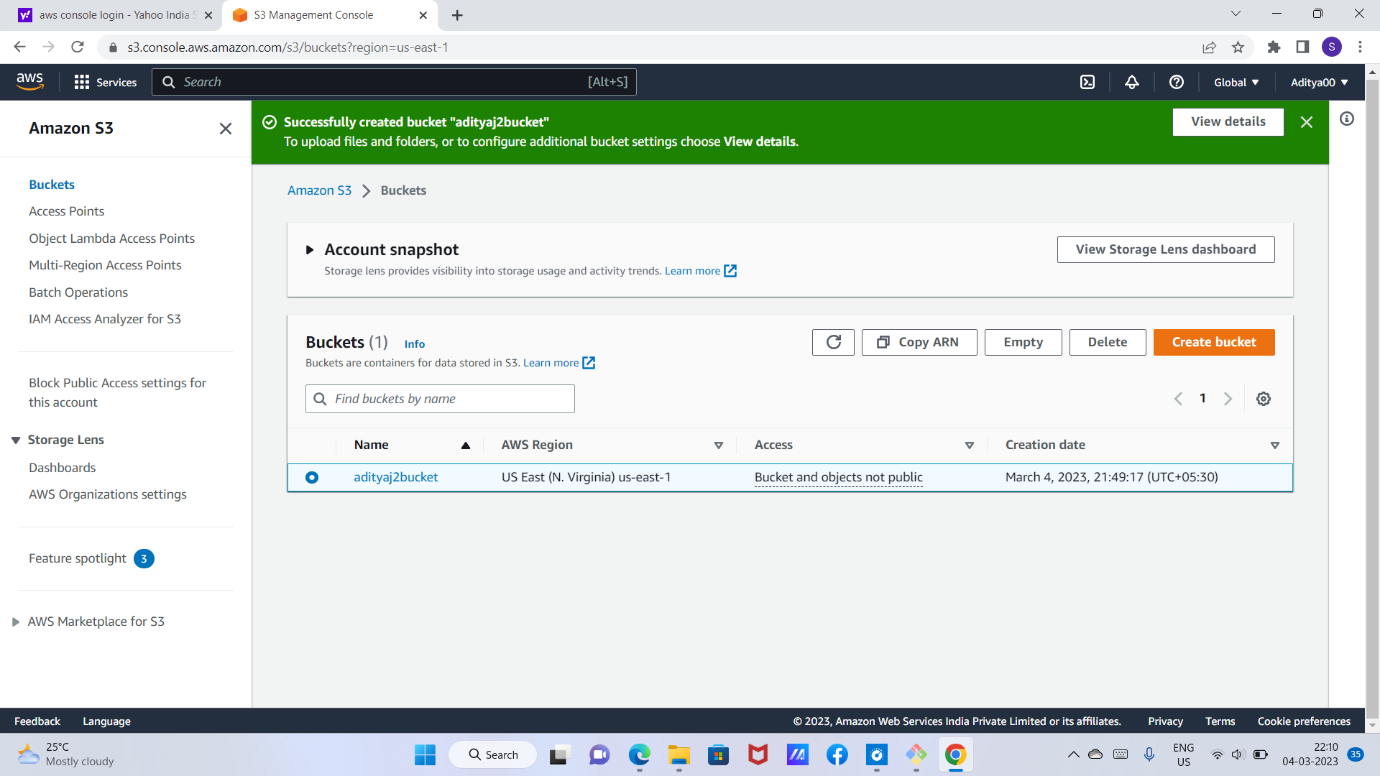 aws console login - Yahoo India S
S3 Management Console
s3.console.aws.amazon.com/s3/buckets?region=us-east-1
S
aws
Services
Search
[Alt+S]
Global
Aditya00
Amazon S3
Successfully created bucket "adityaj2bucket"
To upload files and folders, or to configure additional bucket settings choose View details.
View details
Buckets
Access Points
Object Lambda Access Points
Multi-Region Access Points
Batch Operations
IAM Access Analyzer for S3
Block Public Access settings for
this account
Storage Lens
Dashboards
AWS Organizations settings
Feature spotlight 3
AWS Marketplace for S3
Amazon S3 > Buckets
Account snapshot
Storage lens provides visibility into storage usage and activity trends. Learn more
View Storage Lens dashboard
Buckets (1) Info
Buckets are containers for data stored in S3. Learn more
Copy ARN
Empty
Delete
Create bucket
Find buckets by name
1
Name AWS Region Access Creation date
adityaj2bucket US East (N. Virginia) us-east-1 Bucket and objects not public March 4, 2023, 21:49:17 (UTC+05:30)
Feedback Language © 2023, Amazon Web Services India Private Limited or its affiliates. Privacy Terms Cookie preferences
25°C
Mostly cloudy
Search
ENG
US
22:10
04-03-2023
35